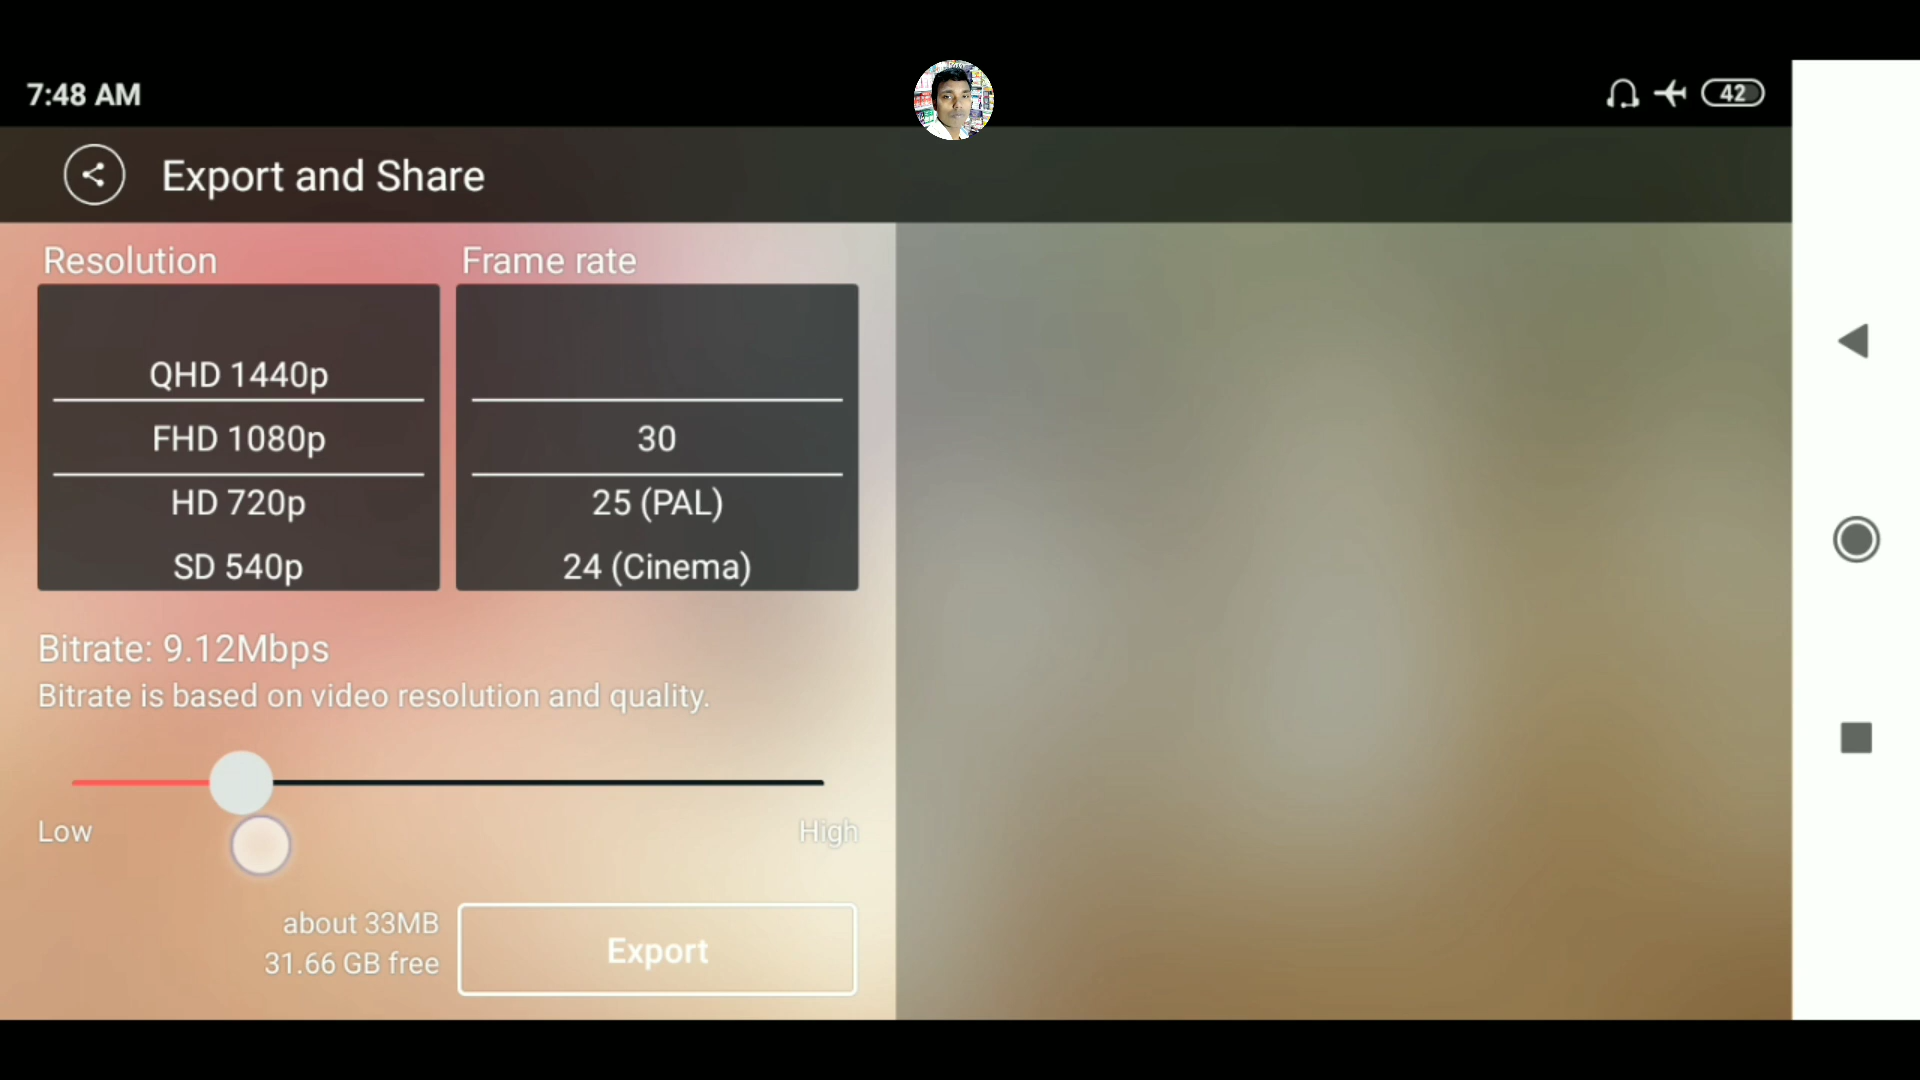 7:48 AM
42
Export and Share
Resolution
Frame rate
QHD 1440p
FHD 1080p
HD 720p
SD 540p
30
25 (PAL)
24 (Cinema)
Bitrate: 9.12Mbps
Bitrate is based on video resolution and quality.
Low
High
about 33MB
31.66 GB free
Export